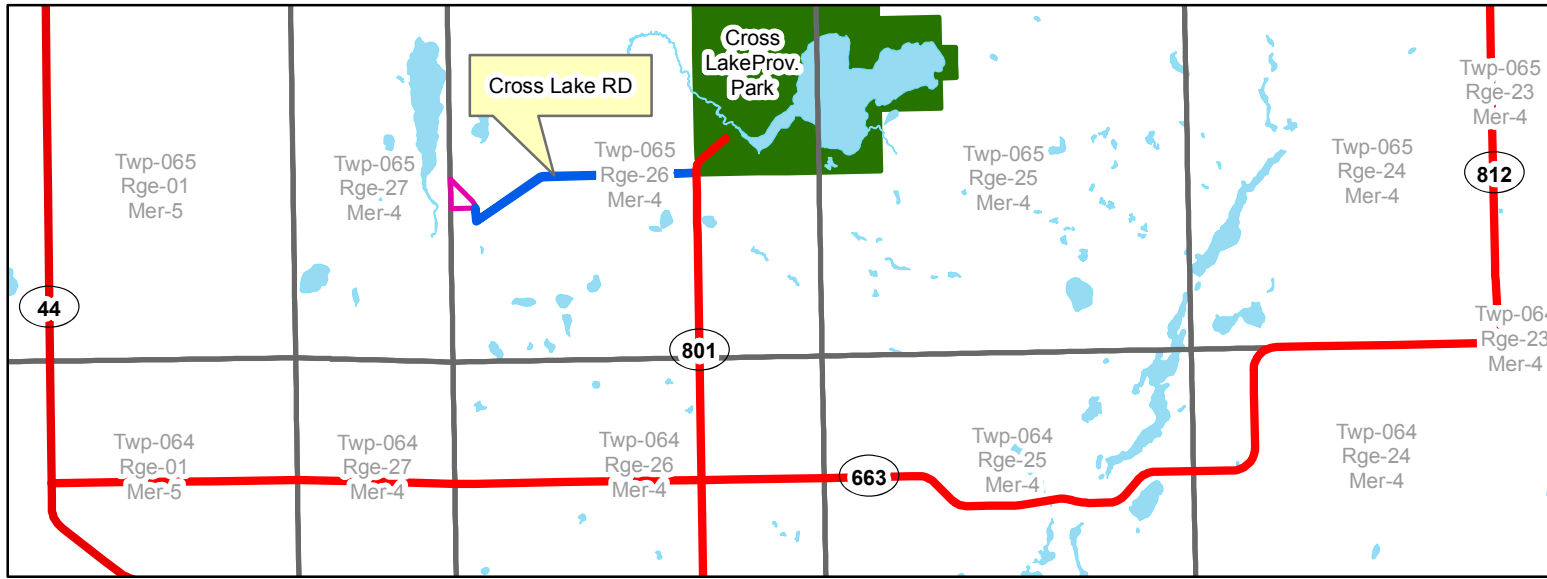 Cross
LakeProv.
Park
Cross Lake RD
Twp-065
Rge-23
Mer-4
Twp-065
Rge-01
Mer-5
Twp-065
Rge-27
Mer-4
Twp-065
Rge-26
Mer-4
Twp-065
Rge-25
Mer-4
Twp-065
Rge-24
Mer-4
812
44
801
Twp-064
Rge-23
Mer-4
Twp-064
Rge-01
Mer-5
Twp-064
Rge-27
Mer-4
Twp-064
Rge-26
Mer-4
663
Twp-064
Rge-25
Mer-4
Twp-064
Rge-24
Mer-4